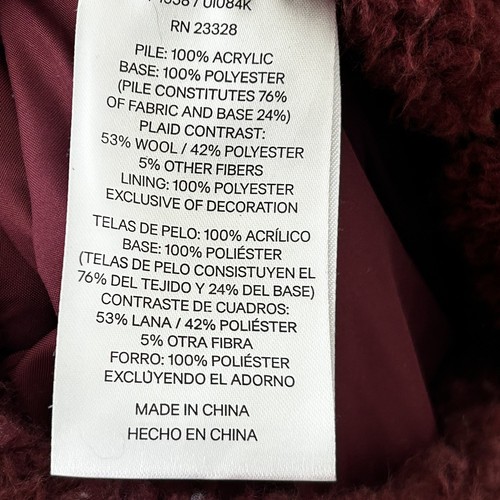 RN 23328
PILE: 100% ACRYLIC
BASE: 100% POLYESTER
(PILE CONSTITUTES 76%
OF FABRIC AND BASE 24%)
PLAID CONTRAST:
53% WOOL / 42% POLYESTER
5% OTHER FIBERS
LINING: 100% POLYESTER
EXCLUSIVE OF DECORATION
TELAS DE PELO: 100% ACRÍLICO
BASE: 100% POLIÉSTER
(TELAS DE PELO CONSISTUYEN EL
76% DEL TEJIDO Y 24% DEL BASE)
CONTRASTE DE CUADROS:
53% LANA / 42% POLIÉSTER
5% OTRA FIBRA
FORRO: 100% POLIÉSTER
EXCLÚYENDO EL ADORNO
MADE IN CHINA
HECHO EN CHINA